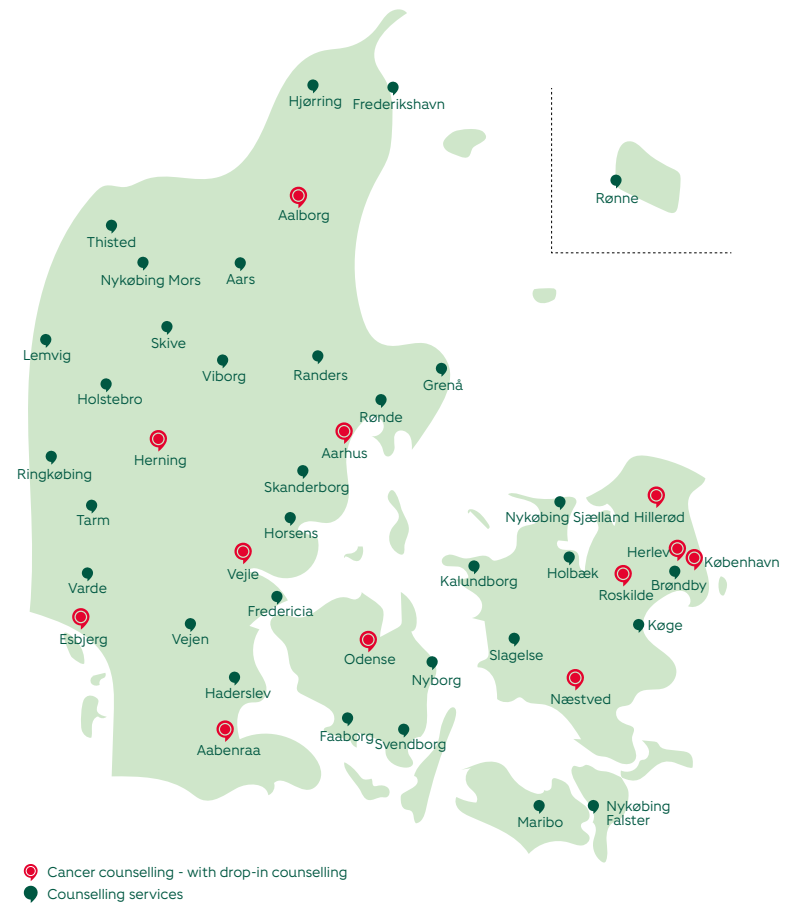 Hjørring
Frederikshavn
Rønne
Aalborg
Thisted
Nykøbing Mors
Aars
Skive
Lemvig
Viborg
Randers
Grenå
Holstebro
Rønde
Aarhus
Herning
Ringkøbing
Skanderborg
Tarm
Nykøbing Sjælland
Hillerød
Horsens
Herlev
København
Vejle
Holbæk
Kalundborg
Brøndby
Varde
Roskilde
Fredericia
Køge
Esbjerg
Vejen
Odense
Slagelse
Nyborg
Haderslev
Næstved
Faaborg
Svendborg
Aabenraa
Nykøbing
Falster
Maribo
Cancer counselling - with drop-in counselling
Counselling services